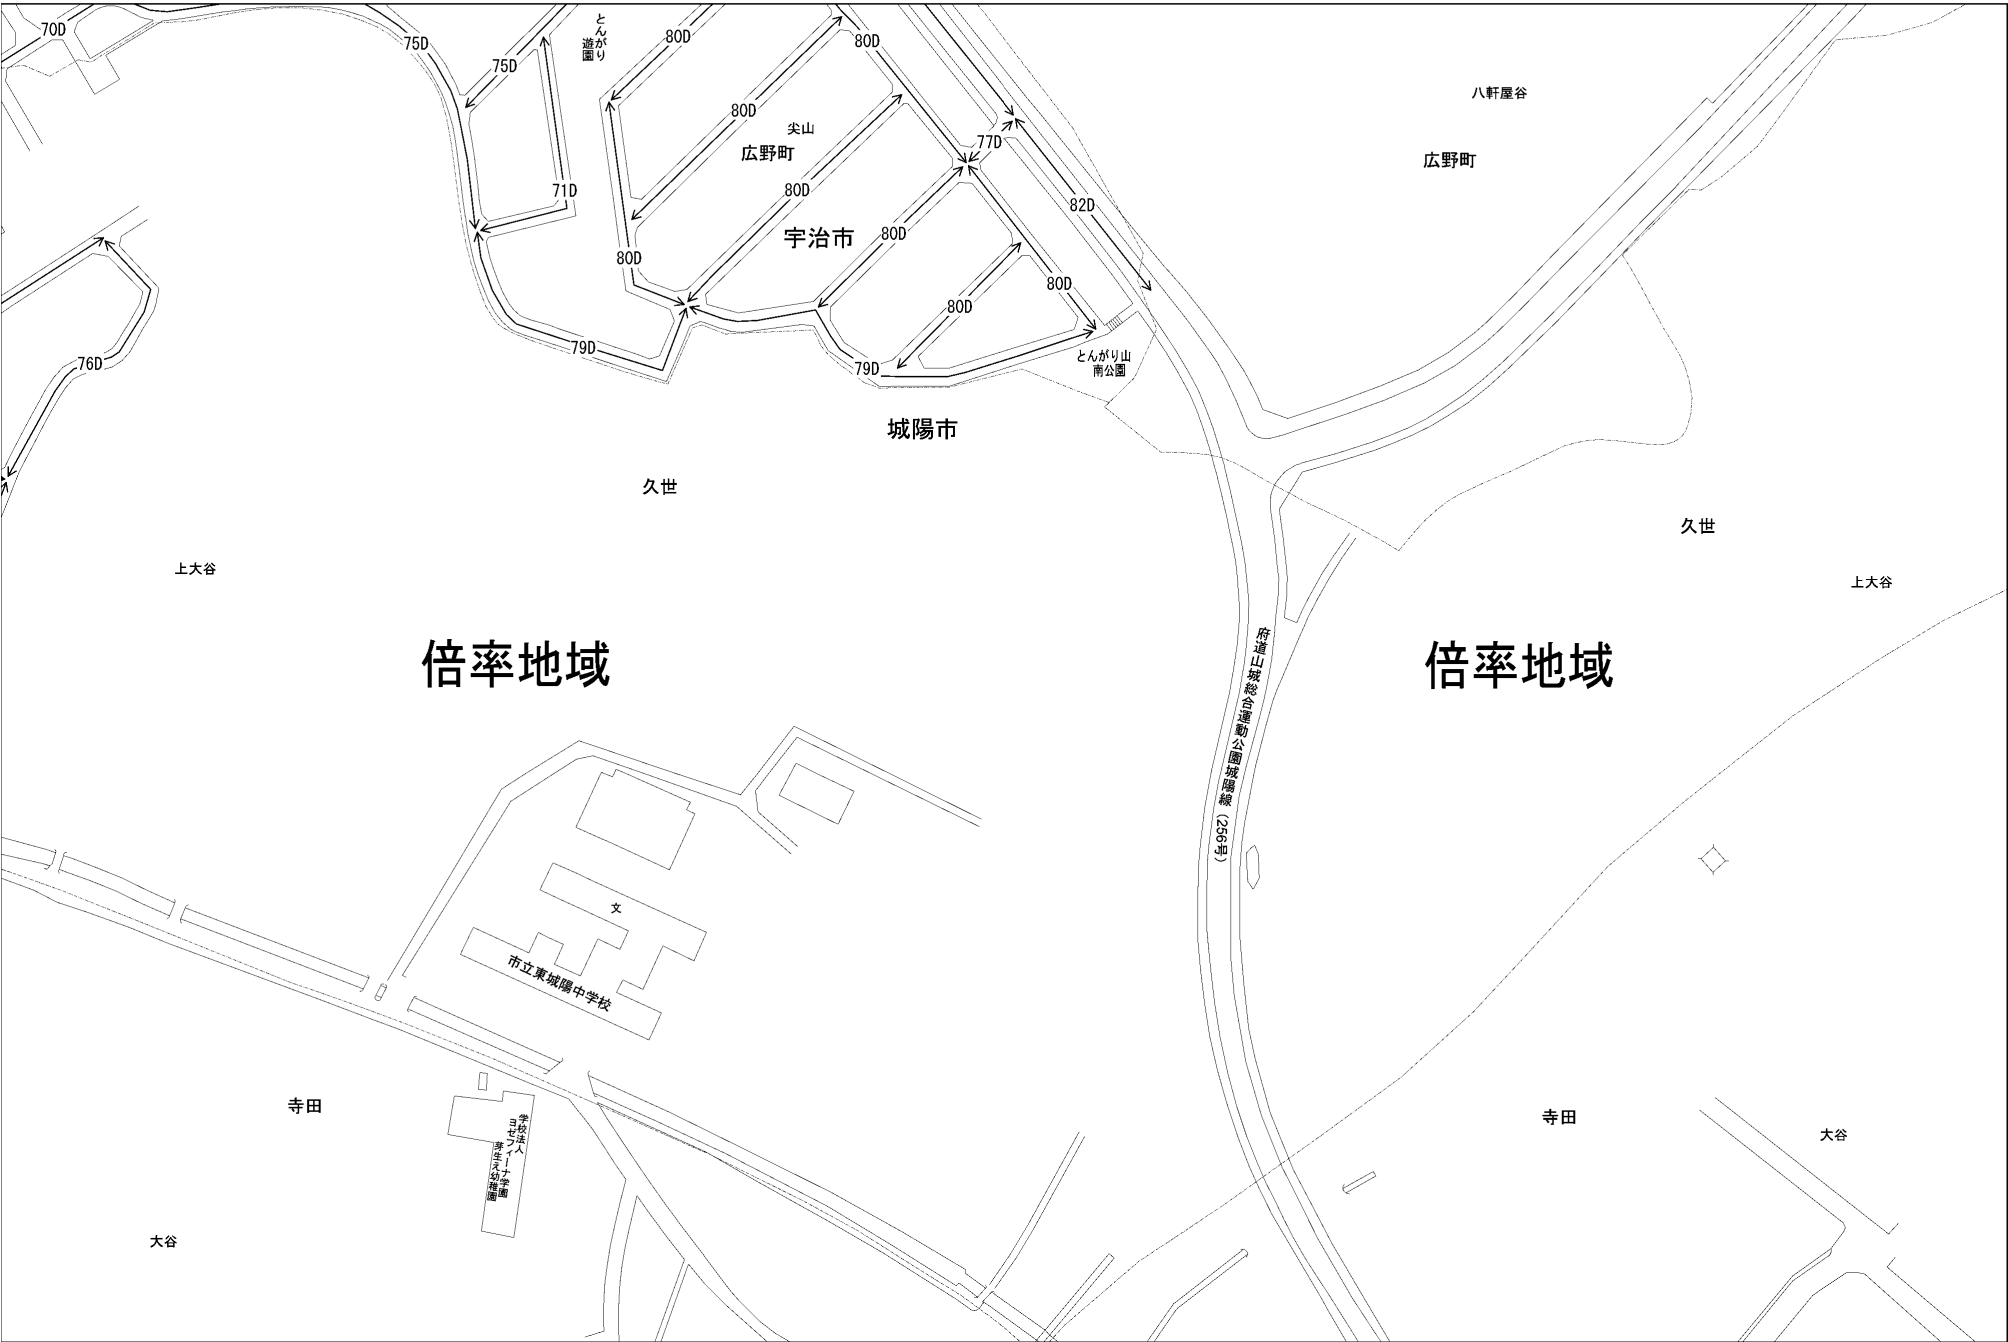 70D
75D
75D
とんがり
遊園
80D
80D
80D
尖山
広野町
77D
八軒屋谷
広野町
71D
80D
82D
80D
宇治市
80D
80D
80D
80D
79D
79D
とんがり山
南公園
76D
城陽市
久世
久世
上大谷
上大谷
倍率地域
倍率地域
府道山城総合運動公園城陽線(256号)
文
市立東城陽中学校
寺田
寺田
学校法人
ヨゼフィーナ学園
芽生え幼稚園
大谷
大谷